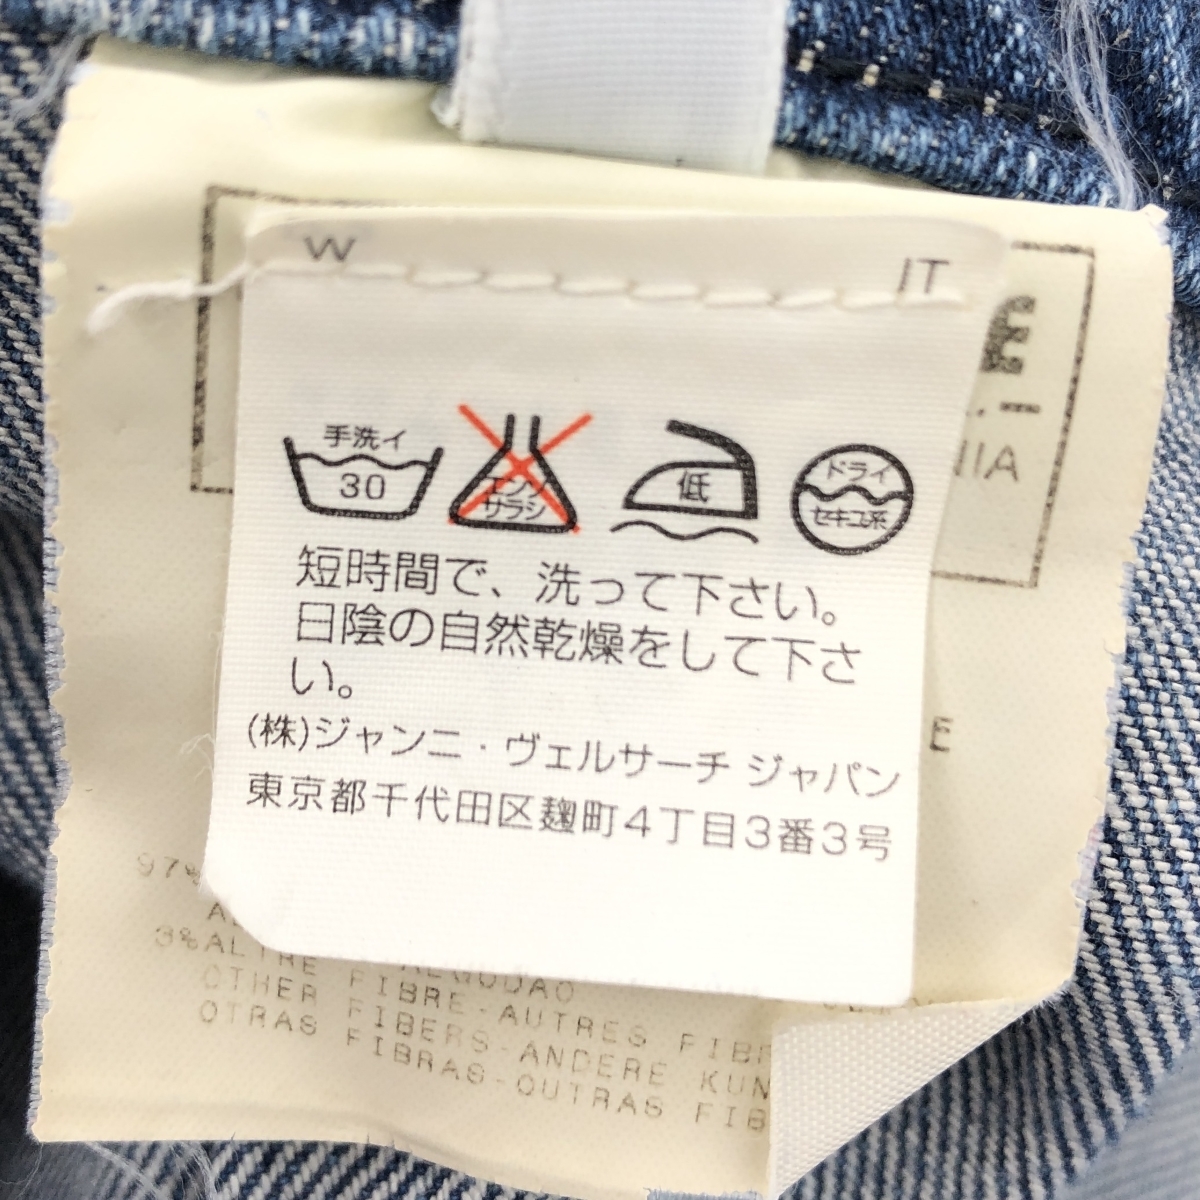 W IT
手洗イ
30
エンソ
サラシ
低
ドライ
セキユ系
短時間で、洗って下さい。
日陰の自然乾燥をして下さ
い。
(株)ジャンニ・ヴェルサーチ ジャパン
東京都千代田区麹町4丁目3番3号
E
97%
3%ALTRE FIBRE-AUTRES FIBR
OTHER FIBERS-ANDERE KUN
OTRAS FIBRAS-OUTRAS FIB